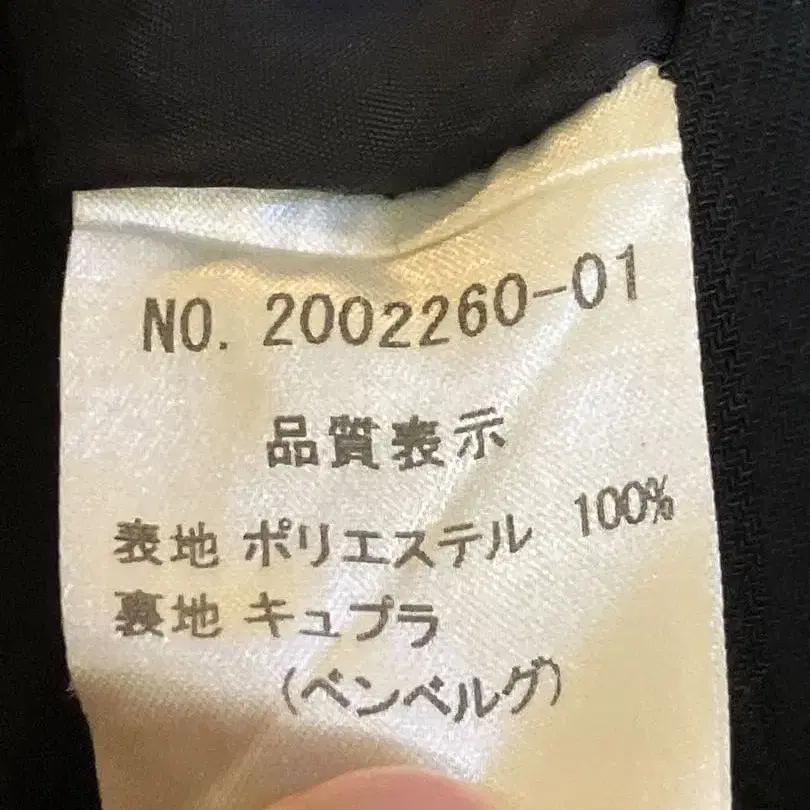 NO. 2002260-01
品質表示
表地 ポリエステル 100%
裏地 キュプラ
(ベンベルグ)